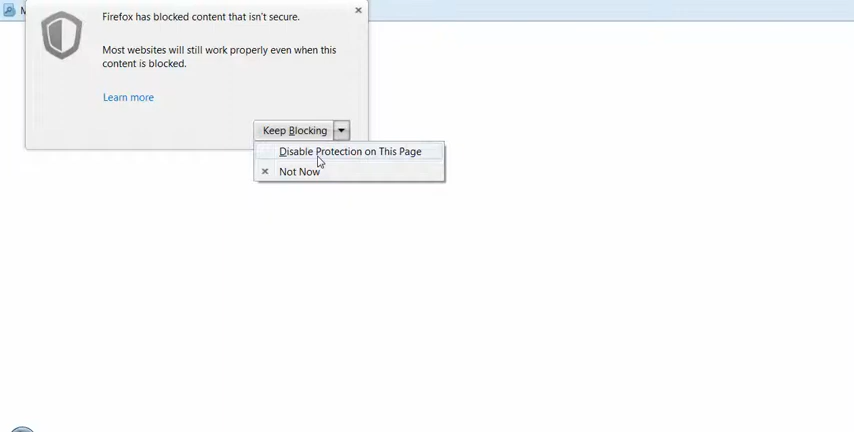 Firefox has blocked content that isn't secure.
Most websites will still work properly even when this
content is blocked.
Learn more
Keep Blocking
Disable Protection on This Page
Not Now